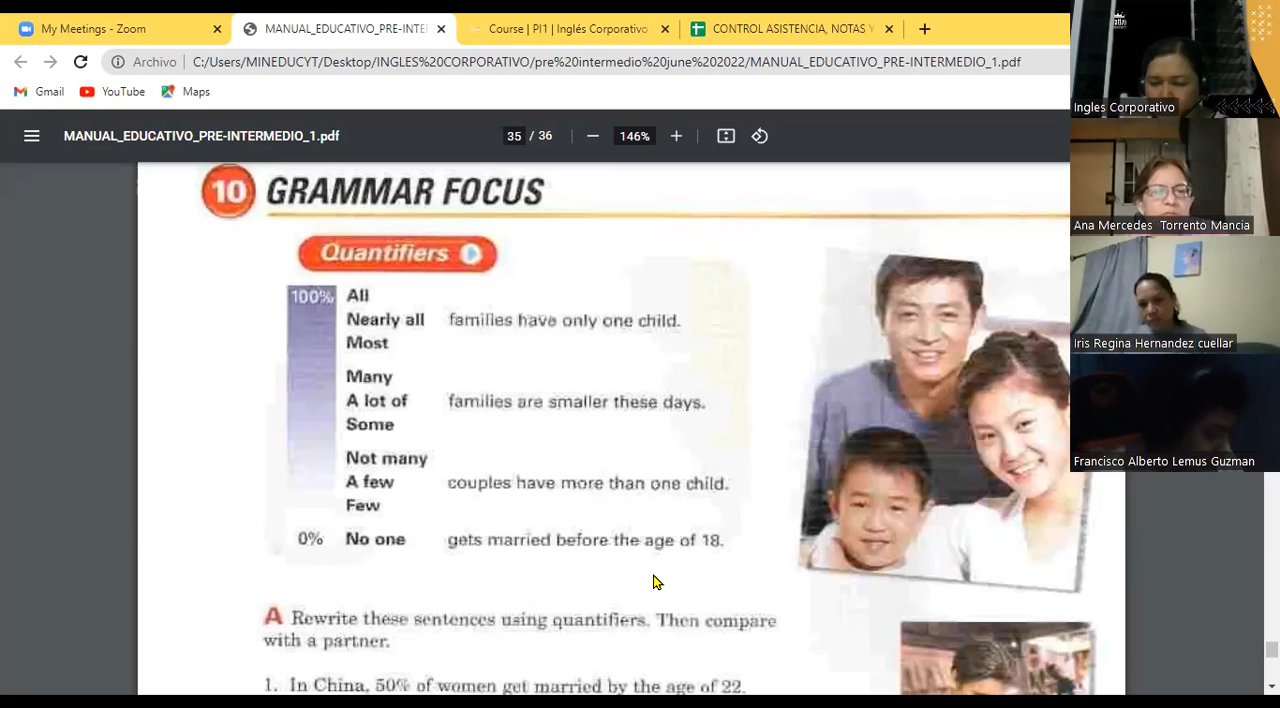 My Meetings - Zoom
MANUAL_EDUCATIVO_PRE-INTE
Course | PI1 | Inglés Corporativo
CONTROL ASISTENCIA, NOTAS Y
Archivo
C:/Users/MINEDUCYT/Desktop/INGLES%20CORPORATIVO/pre%20intermedio%20june%202022/MANUAL_EDUCATIVO_PRE-INTERMEDIO_1.pdf
Gmail
YouTube
Maps
MANUAL_EDUCATIVO_PRE-INTERMEDIO_1.pdf
35 / 36
146%
10 GRAMMAR FOCUS
Quantifiers
100% All
Nearly all families have only one child.
Most
Many
A lot of families are smaller these days.
Some
Not many
A few couples have more than one child.
Few
0% No one gets married before the age of 18.
A Rewrite these sentences using quantifiers. Then compare
with a partner.
1. In China, 50% of women get married by the age of 22.
Ingles Corporativo
Ana Mercedes Torrento Mancia
Iris Regina Hernandez cuellar
Francisco Alberto Lemus Guzman